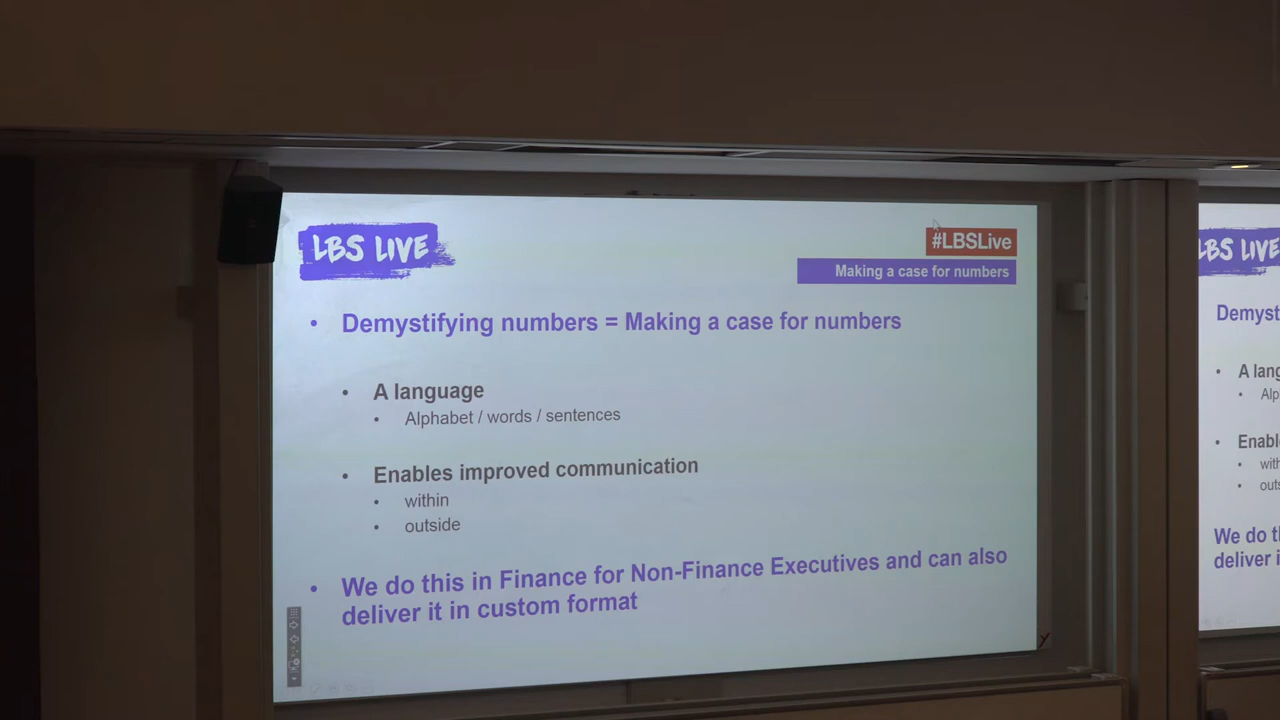 LBS LIVE
#LBSLive
Making a case for numbers
• Demystifying numbers = Making a case for numbers
• A language
• Alphabet / words / sentences
• Enables improved communication
• within
• outside
• We do this in Finance for Non-Finance Executives and can also
deliver it in custom format
LBS LIVE
Demyst
• A lang
• Alp
• Enabl
• with
• outs
We do t
deliver i